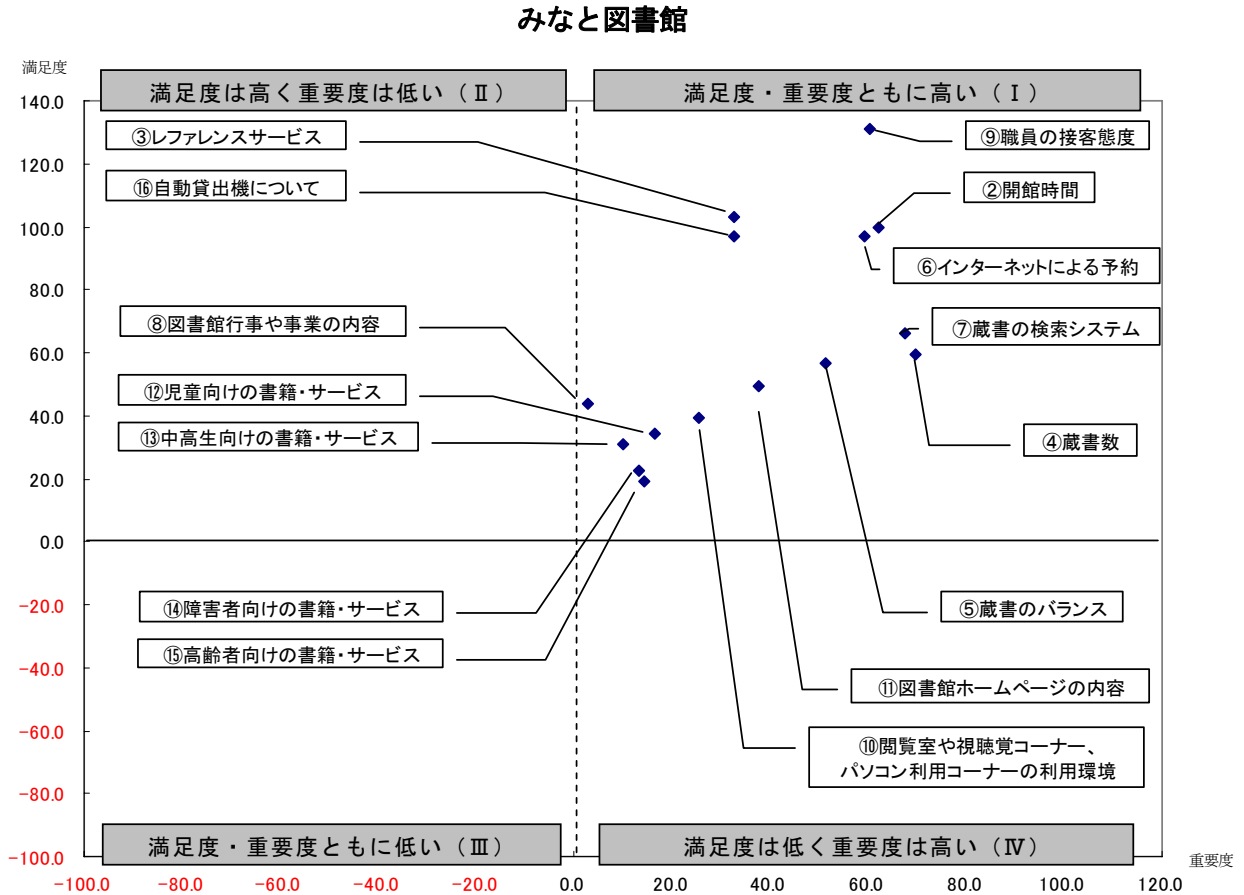 みなと図書館
満足度
満足度は高く重要度は低い（Ⅱ）
満足度・重要度ともに高い（Ⅰ）
140.0
③レファレンスサービス
⑨職員の接客態度
120.0
⑯自動貸出機について
②開館時間
100.0
⑥インターネットによる予約
80.0
⑧図書館行事や事業の内容
⑦蔵書の検索システム
60.0
⑫児童向けの書籍・サービス
40.0
⑬中高生向けの書籍・サービス
④蔵書数
20.0
0.0
-20.0
⑭障害者向けの書籍・サービス
⑤蔵書のバランス
-40.0
⑮高齢者向けの書籍・サービス
⑪図書館ホームページの内容
-60.0
⑩閲覧室や視聴覚コーナー、
パソコン利用コーナーの利用環境
-80.0
満足度・重要度ともに低い（Ⅲ）
満足度は低く重要度は高い（Ⅳ）
-100.0
重要度
-100.0 -80.0 -60.0 -40.0 -20.0 0.0 20.0 40.0 60.0 80.0 100.0 120.0